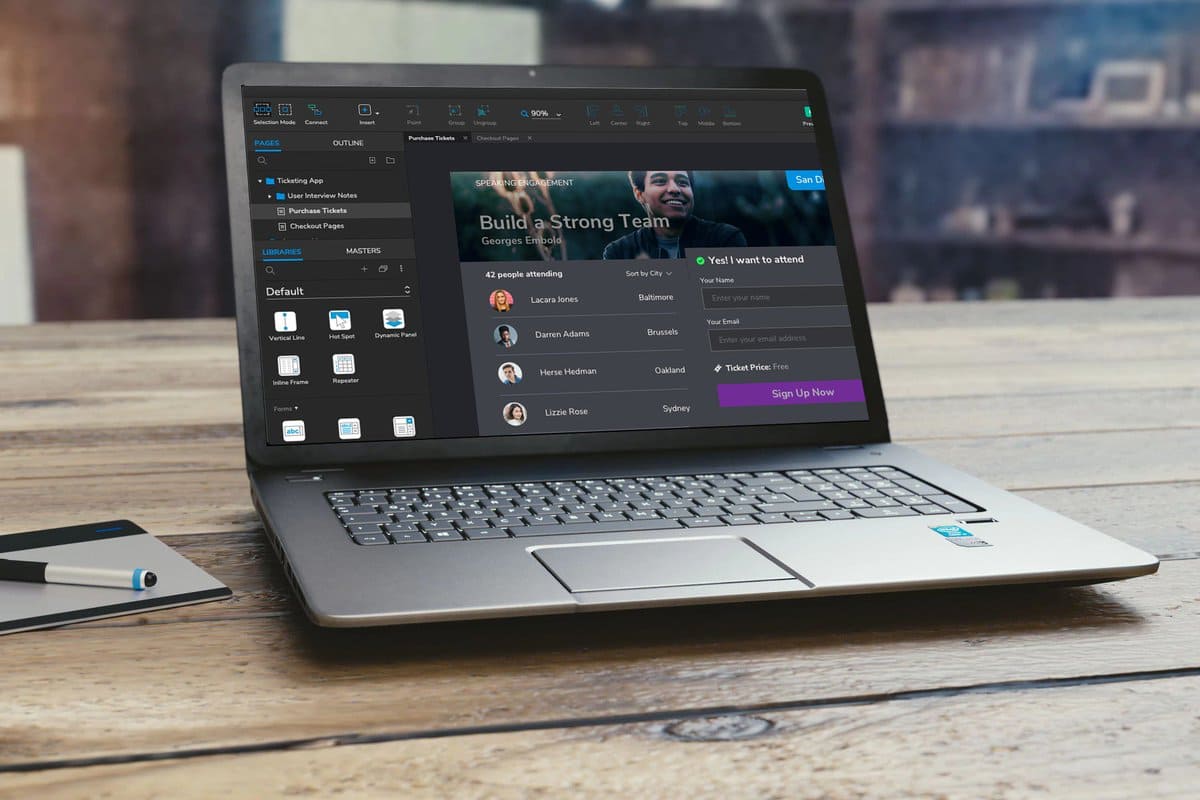 Selection Mode Connect Insert Point Group Ungroup 90% Left Center Right Top Middle Bottom
PAGES OUTLINE
Purchase Tickets Checkout Pages
Ticketing App
User Interview Notes
Purchase Tickets
Checkout Pages
LIBRARIES MASTERS
Default
Vertical Line Hot Spot Dynamic Panel
Inline Frame Repeater
Forms
abc
SPEAKING ENGAGEMENT
San Di
Build a Strong Team
Georges Embolo
42 people attending Sort by City
Lacara Jones Baltimore
Darren Adams Brussels
Herse Hedman Oakland
Lizzie Rose Sydney
Yes! I want to attend
Your Name
Enter your name
Your Email
Enter your email address
Ticket Price: Free
Sign Up Now